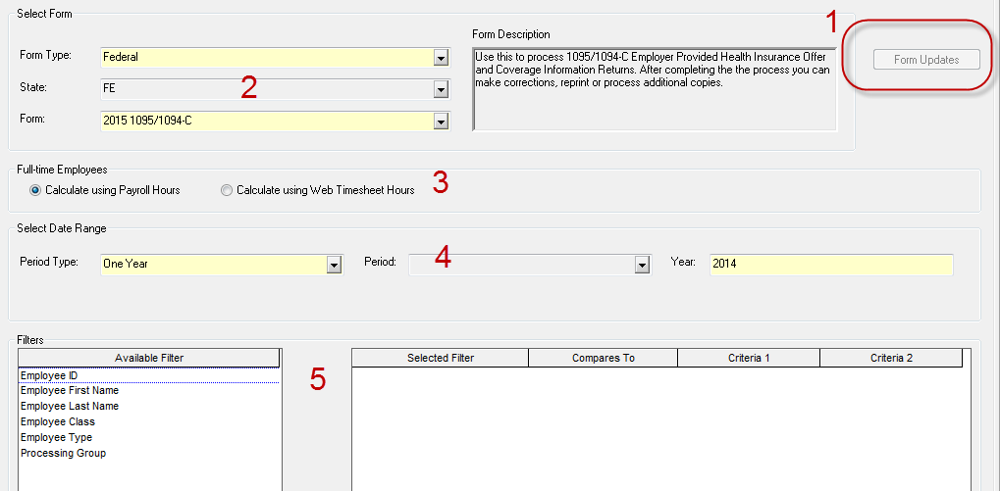 Select Form
1
Form Description
Form Type: Federal
Use this to process 1095/1094-C Employer Provided Health Insurance Offer
and Coverage Information Returns. After completing the the process you can
make corrections, reprint or process additional copies.
Form Updates
State: FE
2
Form: 2015 1095/1094-C
Full-time Employees
Calculate using Payroll Hours Calculate using Web Timesheet Hours 3
Select Date Range
Period Type: One Year Period: 4 Year: 2014
Filters
Available Filter Selected Filter Compares To Criteria 1 Criteria 2
Employee ID
5
Employee First Name
Employee Last Name
Employee Class
Employee Type
Processing Group